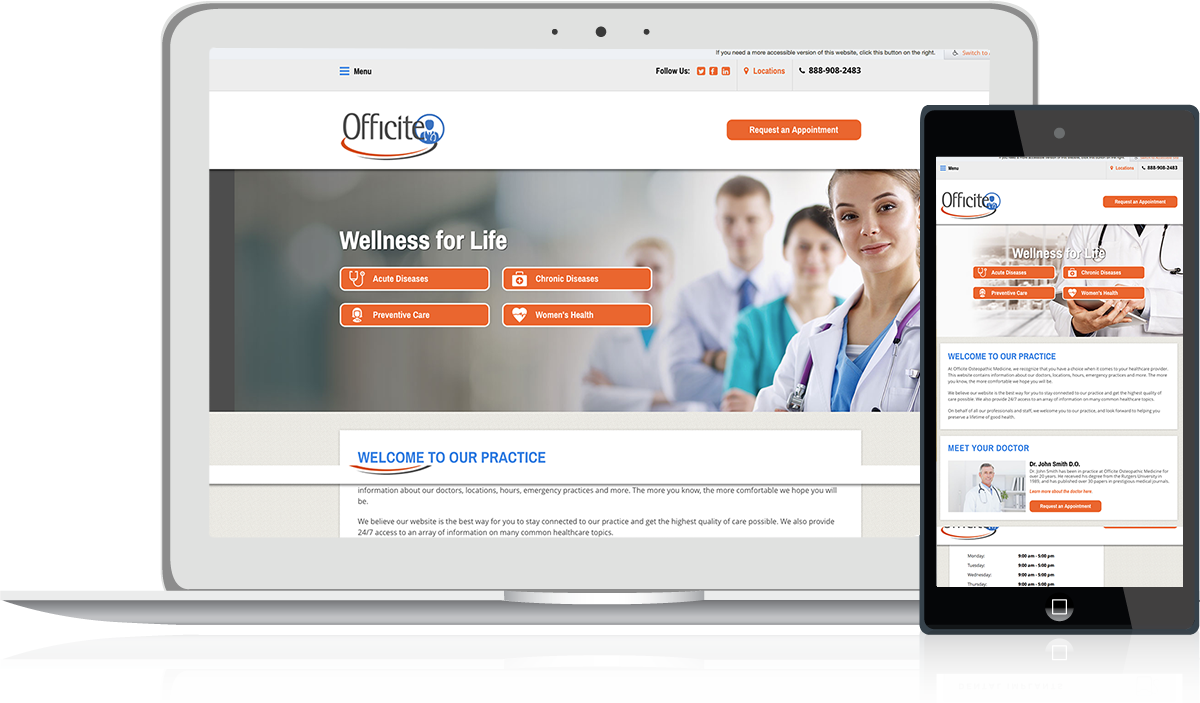 If you need a more accessible version of this website, click this button on the right.
Switch to
Menu
Follow Us:
Locations
888-908-2483
Officite
Request an Appointment
Wellness for Life
Acute Diseases
Chronic Diseases
Preventive Care
Women's Health
WELCOME TO OUR PRACTICE
information about our doctors, locations, hours, emergency practices and more. The more you know, the more comfortable we hope you will
be.
We believe our website is the best way for you to stay connected to our practice and get the highest quality of care possible. We also provide
24/7 access to an array of information on many common healthcare topics.
Menu
Locations
888-908-2483
Officite
Request an Appointment
Wellness for Life
Acute Diseases
Chronic Diseases
Preventive Care
Women's Health
WELCOME TO OUR PRACTICE
At Officite Osteopathic Medicine, we recognize that you have a choice when it comes to your healthcare provider.
This website contains information about our doctors, locations, hours, emergency practices and more. The more
you know, the more comfortable we hope you will be.
We believe our website is the best way for you to stay connected to our practice and get the highest quality of
care possible. We also provide 24/7 access to an array of information on many common healthcare topics.
On behalf of all our professionals and staff, we welcome you to our practice, and look forward to helping you
preserve a lifetime of good health.
MEET YOUR DOCTOR
Dr. John Smith D.O.
Dr. John Smith has been in practice at Officite Osteopathic Medicine for
over 20 years. He received his degree from the Rutgers University in
1985, and has published over 30 papers in prestigious medical journals.
Learn more about the doctor here.
Request an Appointment
Monday: 9:00 am - 5:00 pm
Tuesday: 9:00 am - 5:00 pm
Wednesday: 9:00 am - 5:00 pm
Thursday: 9:00 am - 5:00 pm